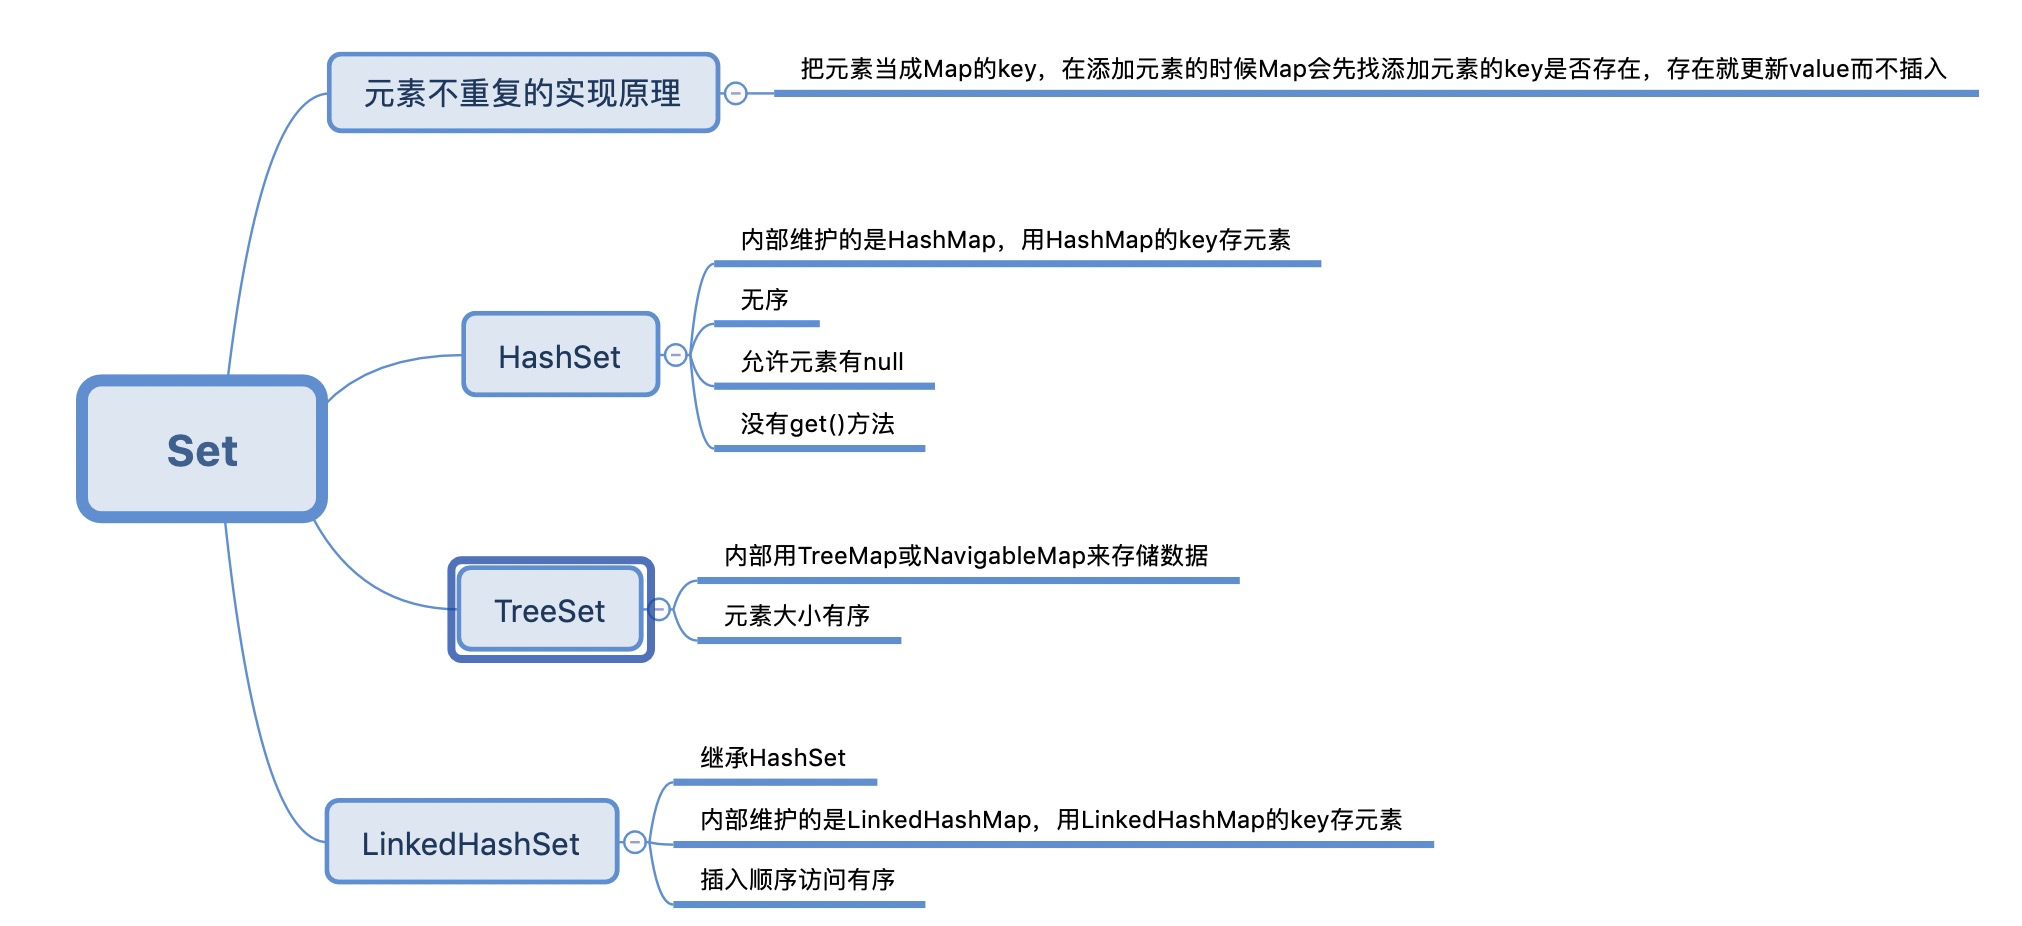 Set
元素不重复的实现原理
把元素当成Map的key，在添加元素的时候Map会先找添加元素的key是否存在，存在就更新value而不插入
HashSet
内部维护的是HashMap，用HashMap的key存元素
无序
允许元素有null
没有get()方法
TreeSet
内部用TreeMap或NavigableMap来存储数据
元素大小有序
LinkedHashSet
继承HashSet
内部维护的是LinkedHashMap，用LinkedHashMap的key存元素
插入顺序访问有序